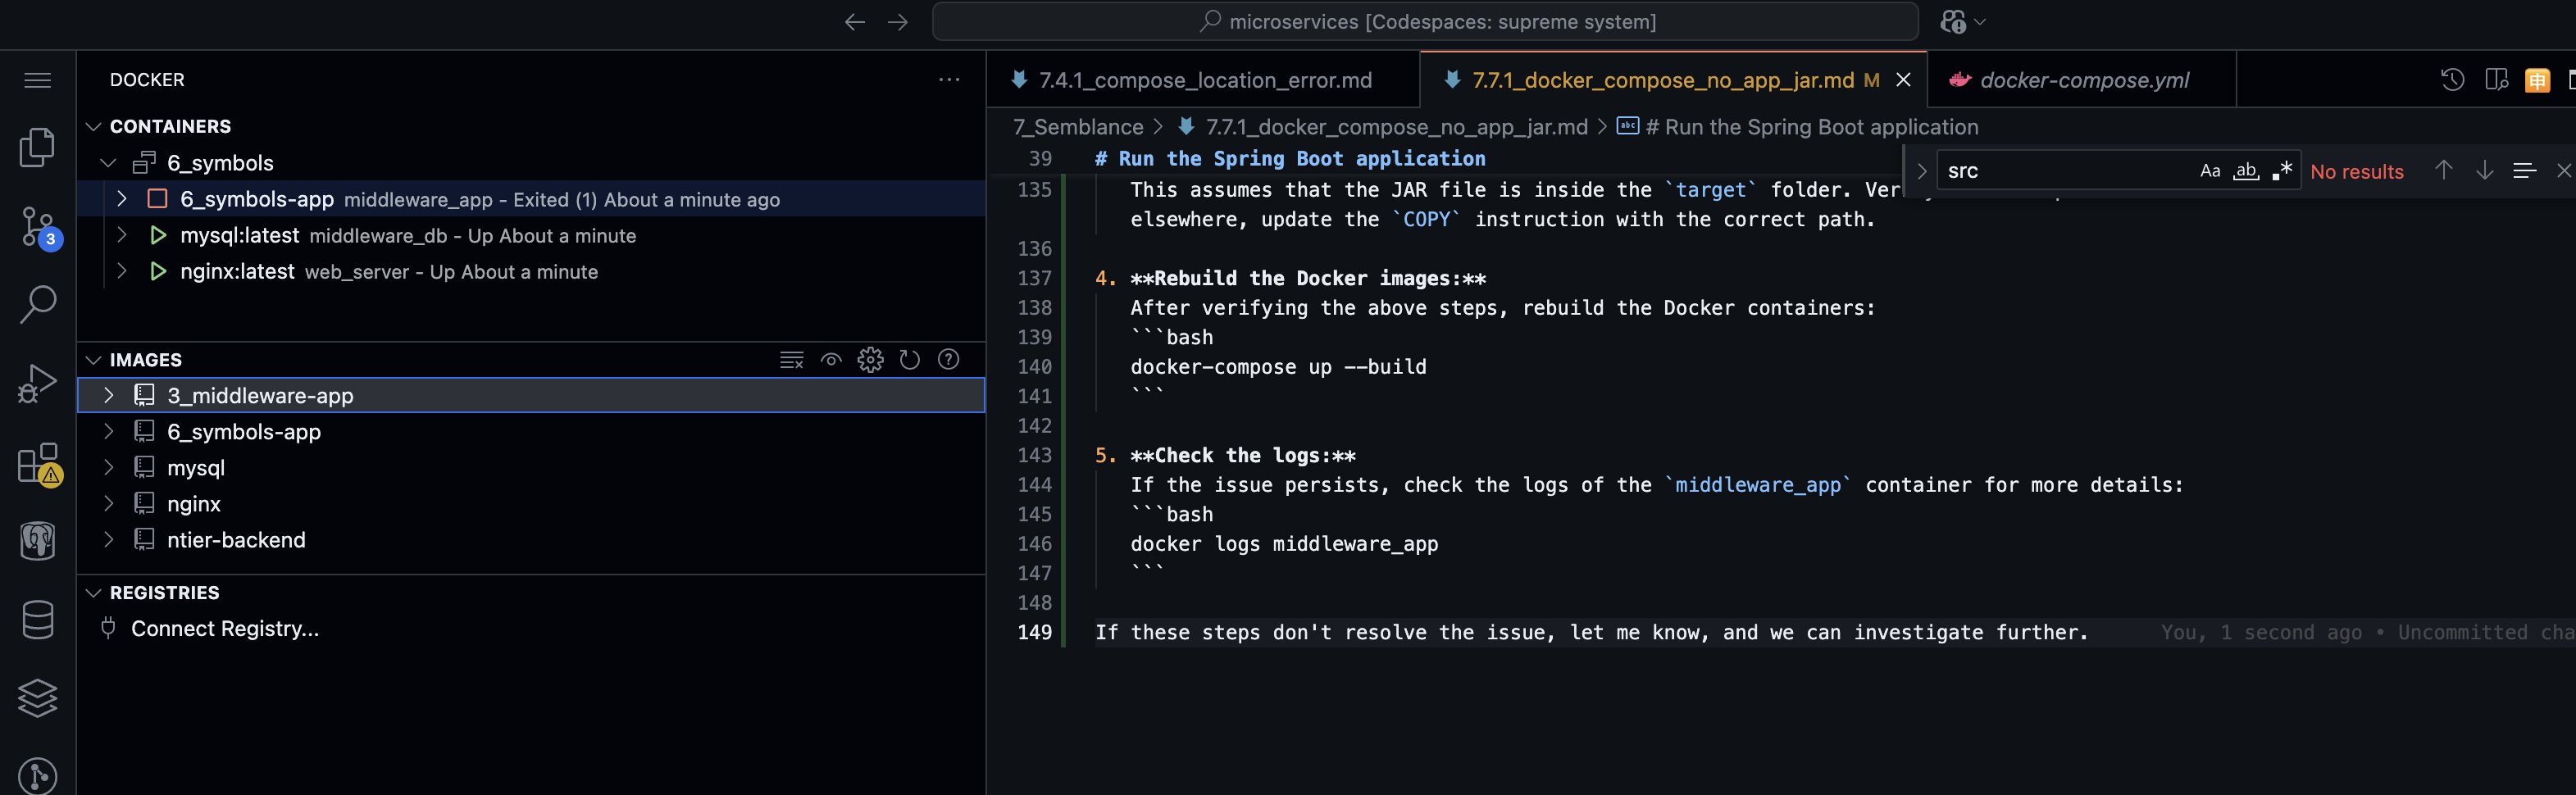 microservices [Codespaces: supreme system]
DOCKER
CONTAINERS
6_symbols
6_symbols-app middleware_app - Exited (1) About a minute ago
mysql:latest middleware_db - Up About a minute
nginx:latest web_server - Up About a minute
IMAGES
3_middleware-app
6_symbols-app
mysql
nginx
ntier-backend
REGISTRIES
Connect Registry...
3
7.4.1_compose_location_error.md
7.7.1_docker_compose_no_app_jar.md M
docker-compose.yml
申
7_Semblance > 7.7.1_docker_compose_no_app_jar.md > abc # Run the Spring Boot application
src Aa ab .* No results
39 # Run the Spring Boot application
135 This assumes that the JAR file is inside the `target` folder.
elsewhere, update the `COPY` instruction with the correct path.
136
137 4. **Rebuild the Docker images:**
138 After verifying the above steps, rebuild the Docker containers:
139 ```bash
140 docker-compose up --build
141 ```
142
143 5. **Check the logs:**
144 If the issue persists, check the logs of the `middleware_app` container for more details:
145 ```bash
146 docker logs middleware_app
147 ```
148
149 If these steps don't resolve the issue, let me know, and we can investigate further. You, 1 second ago • Uncommitted cha